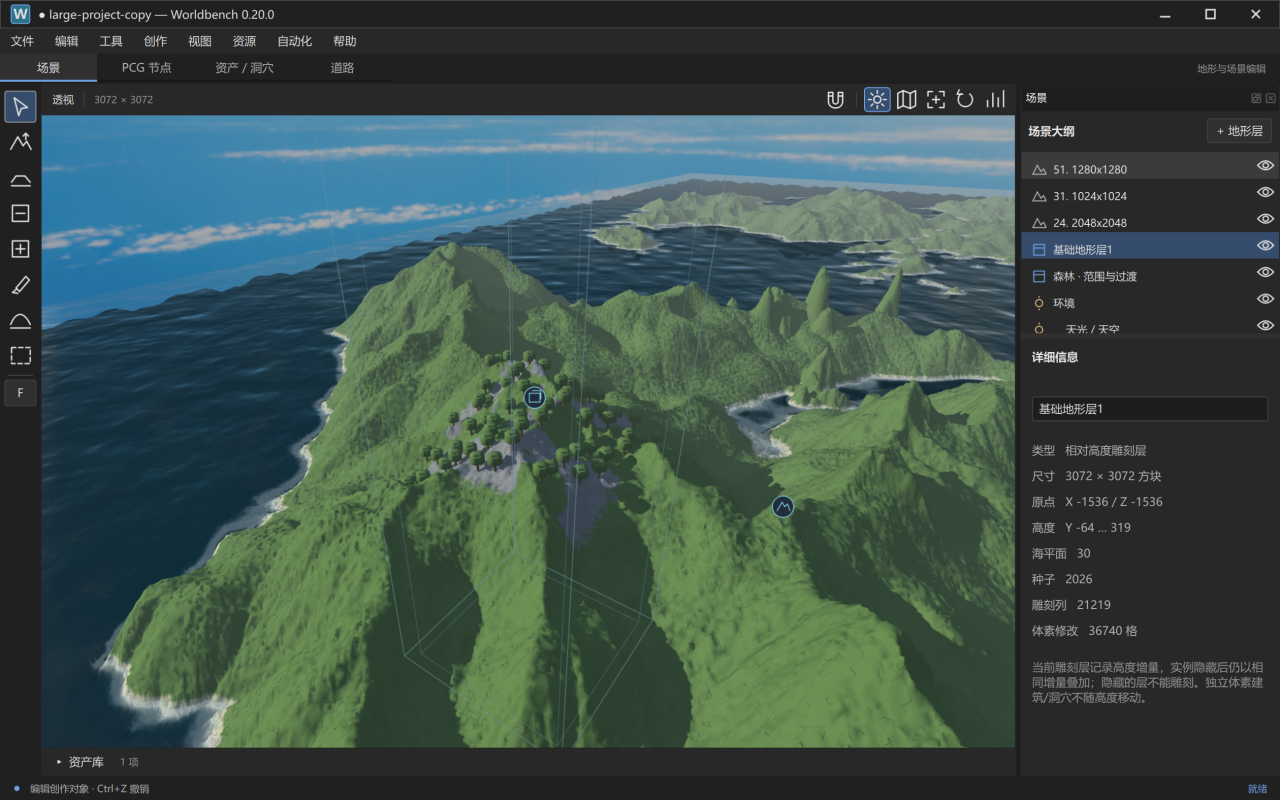 W ● large-project-copy — Worldbench 0.20.0
文件 编辑 工具 创作 视图 资源 自动化 帮助
场景 PCG 节点 资产 / 洞穴 道路 地形与场景编辑
透视 3072 × 3072
场景
场景大纲 + 地形层
51. 1280x1280
31. 1024x1024
24. 2048x2048
基础地形层1
森林 · 范围与过渡
环境
天光 / 天空
F
详细信息
基础地形层1
类型 相对高度雕刻层
尺寸 3072 × 3072 方块
原点 X -1536 / Z -1536
高度 Y -64 ... 319
海平面 30
种子 2026
雕刻列 21219
体素修改 36740 格
当前雕刻层记录高度增量，实例隐藏后仍以相
同增量叠加；隐藏的层不能雕刻。独立体素建
筑/洞穴不随高度移动。
资产库 1 项
编辑创作对象 · Ctrl+Z 撤销 就绪